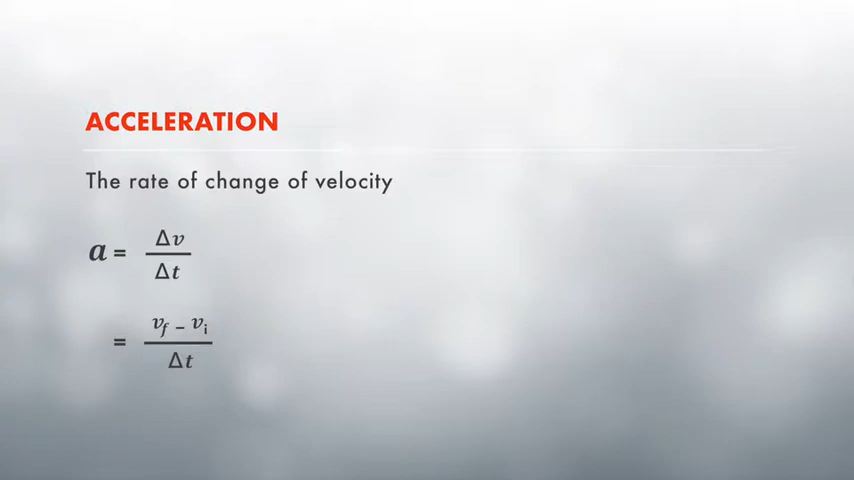 ACCELERATION
The rate of change of velocity
a = Δv / Δt
= v_f – v_i / Δt